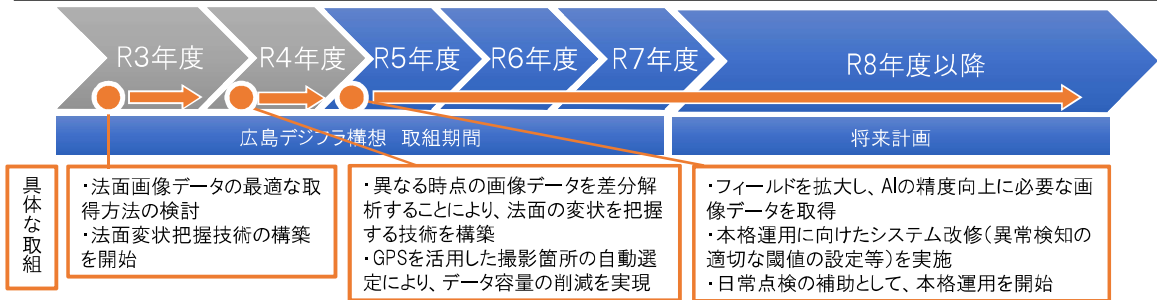 R3年度
R4年度
R5年度
R6年度
R7年度
R8年度以降
広島デジフラ構想 取組期間
将来計画
具体な取組
・法面画像データの最適な取
得方法の検討
・法面変状把握技術の構築
を開始
・異なる時点の画像データを差分解
析することにより、法面の変状を把握
する技術を構築
・GPSを活用した撮影箇所の自動選
定により、データ容量の削減を実現
・フィールドを拡大し、AIの精度向上に必要な画
像データを取得
・本格運用に向けたシステム改修(異常検知の
適切な閾値の設定等)を実施
・日常点検の補助として、本格運用を開始